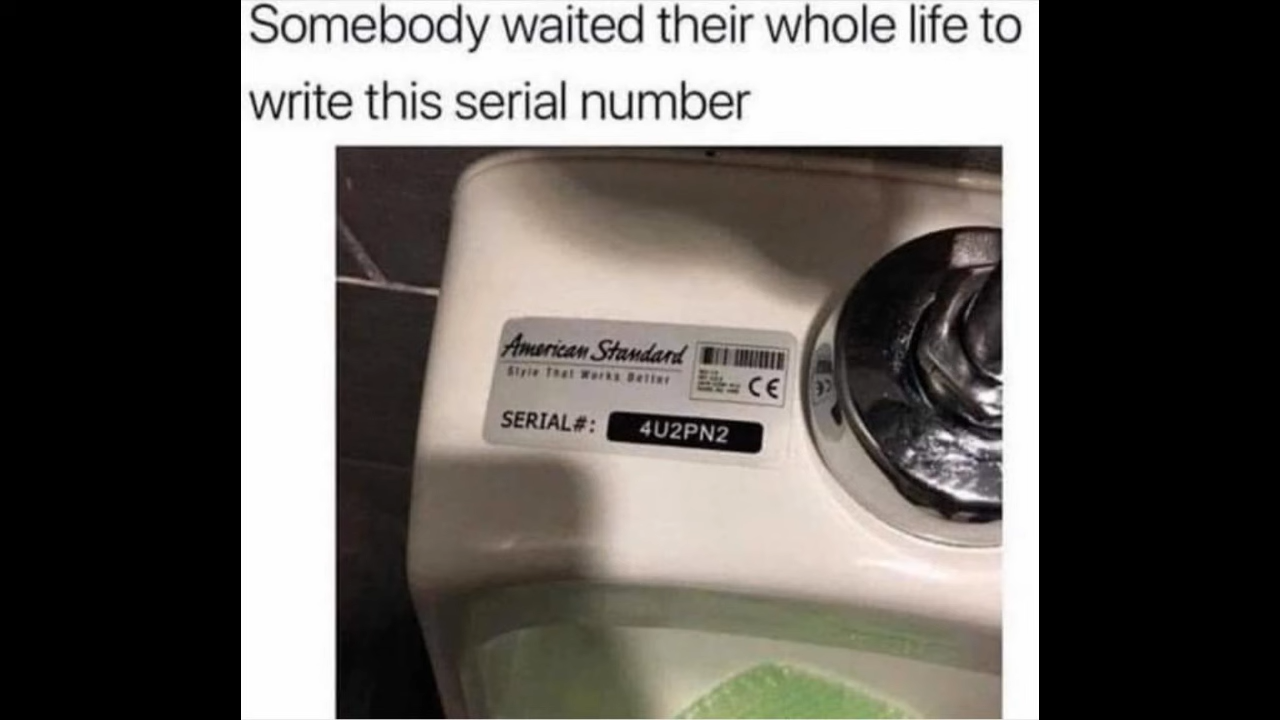 Somebody waited their whole life to
write this serial number
American Standard
Style That Works Better
CE
SERIAL#: 4U2PN2